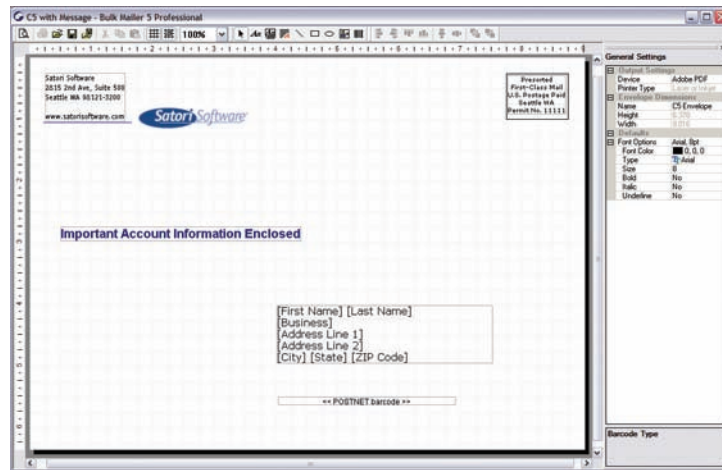 C5 with Message - Bulk Mailer 5 Professional
100%
Satori Software
2815 2nd Ave, Suite 500
Seattle WA 98121-3200
www.satorisoftware.com
Satori Software
Presorted
First-Class Mail
U.S. Postage Paid
Seattle WA
Permit No. 11111
Important Account Information Enclosed
[First Name] [Last Name]
[Business]
[Address Line 1]
[Address Line 2]
[City] [State] [ZIP Code]
<< POSTNET barcode >>
General Settings
Output Settings
Device Adobe PDF
Printer Type Laser or Inkjet
Envelope Dimensions
Name C5 Envelope
Height
Width
Defaults
Font Options Arial, 8pt
Font Color 0, 0, 0
Type Arial
Size 8
Bold No
Italic No
Underline No
Barcode Type